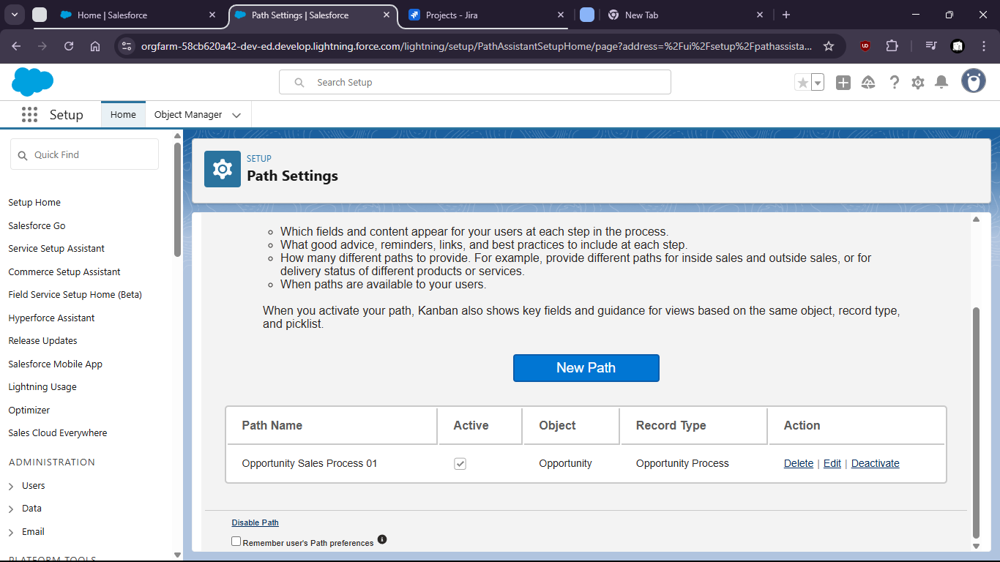 Home | Salesforce
Path Settings | Salesforce
Projects - Jira
New Tab
orgfarm-58cb620a42-dev-ed.develop.lightning.force.com/lightning/setup/PathAssistantSetupHome/page?address=%2Fui%2Fsetup%2Fpathassista...
Search Setup
Setup
Home
Object Manager
Quick Find
Setup Home
Salesforce Go
Service Setup Assistant
Commerce Setup Assistant
Field Service Setup Home (Beta)
Hyperforce Assistant
Release Updates
Salesforce Mobile App
Lightning Usage
Optimizer
Sales Cloud Everywhere
ADMINISTRATION
Users
Data
Email
PLATFORM TOOLS
SETUP
Path Settings
Which fields and content appear for your users at each step in the process.
What good advice, reminders, links, and best practices to include at each step.
How many different paths to provide. For example, provide different paths for inside sales and outside sales, or for
delivery status of different products or services.
When paths are available to your users.
When you activate your path, Kanban also shows key fields and guidance for views based on the same object, record type,
and picklist.
New Path
Path Name Active Object Record Type Action
Opportunity Sales Process 01 Opportunity Opportunity Process Delete | Edit | Deactivate
Disable Path
Remember user's Path preferences